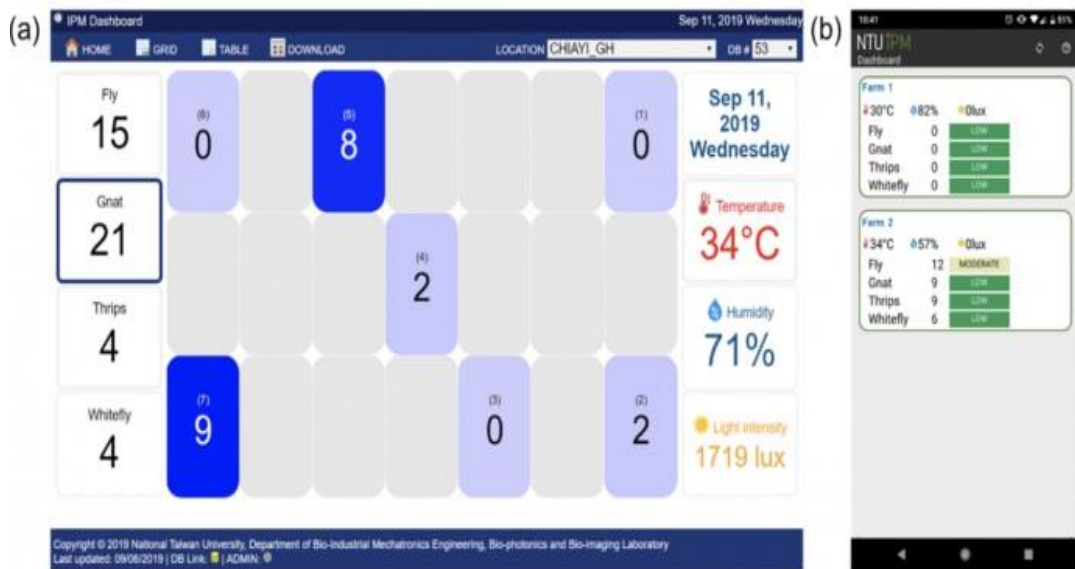 (a)
IPM Dashboard
Sep 11, 2019 Wednesday
HOME GRID TABLE DOWNLOAD LOCATION CHIAYI_GH DB # 53
Fly
15
Gnat
21
Thrips
4
Whitefly
4
(6)
0
(5)
8
(1)
0
(4)
2
(7)
9
(3)
0
(2)
2
Sep 11,
2019
Wednesday
Temperature
34°C
Humidity
71%
Light intensity
1719 lux
Copyright © 2019 National Taiwan University, Department of Bio-Industrial Mechatronics Engineering, Bio-photonics and Bio-imaging Laboratory
Last updated: 09/06/2019 | DB Link: | ADMIN:
(b)
16:41 51%
NTU IPM
Dashboard
Farm 1
30°C 82% 0lux
Fly 0 LOW
Gnat 0 LOW
Thrips 0 LOW
Whitefly 0 LOW
Farm 2
34°C 57% 0lux
Fly 12 MODERATE
Gnat 9 LOW
Thrips 9 LOW
Whitefly 6 LOW